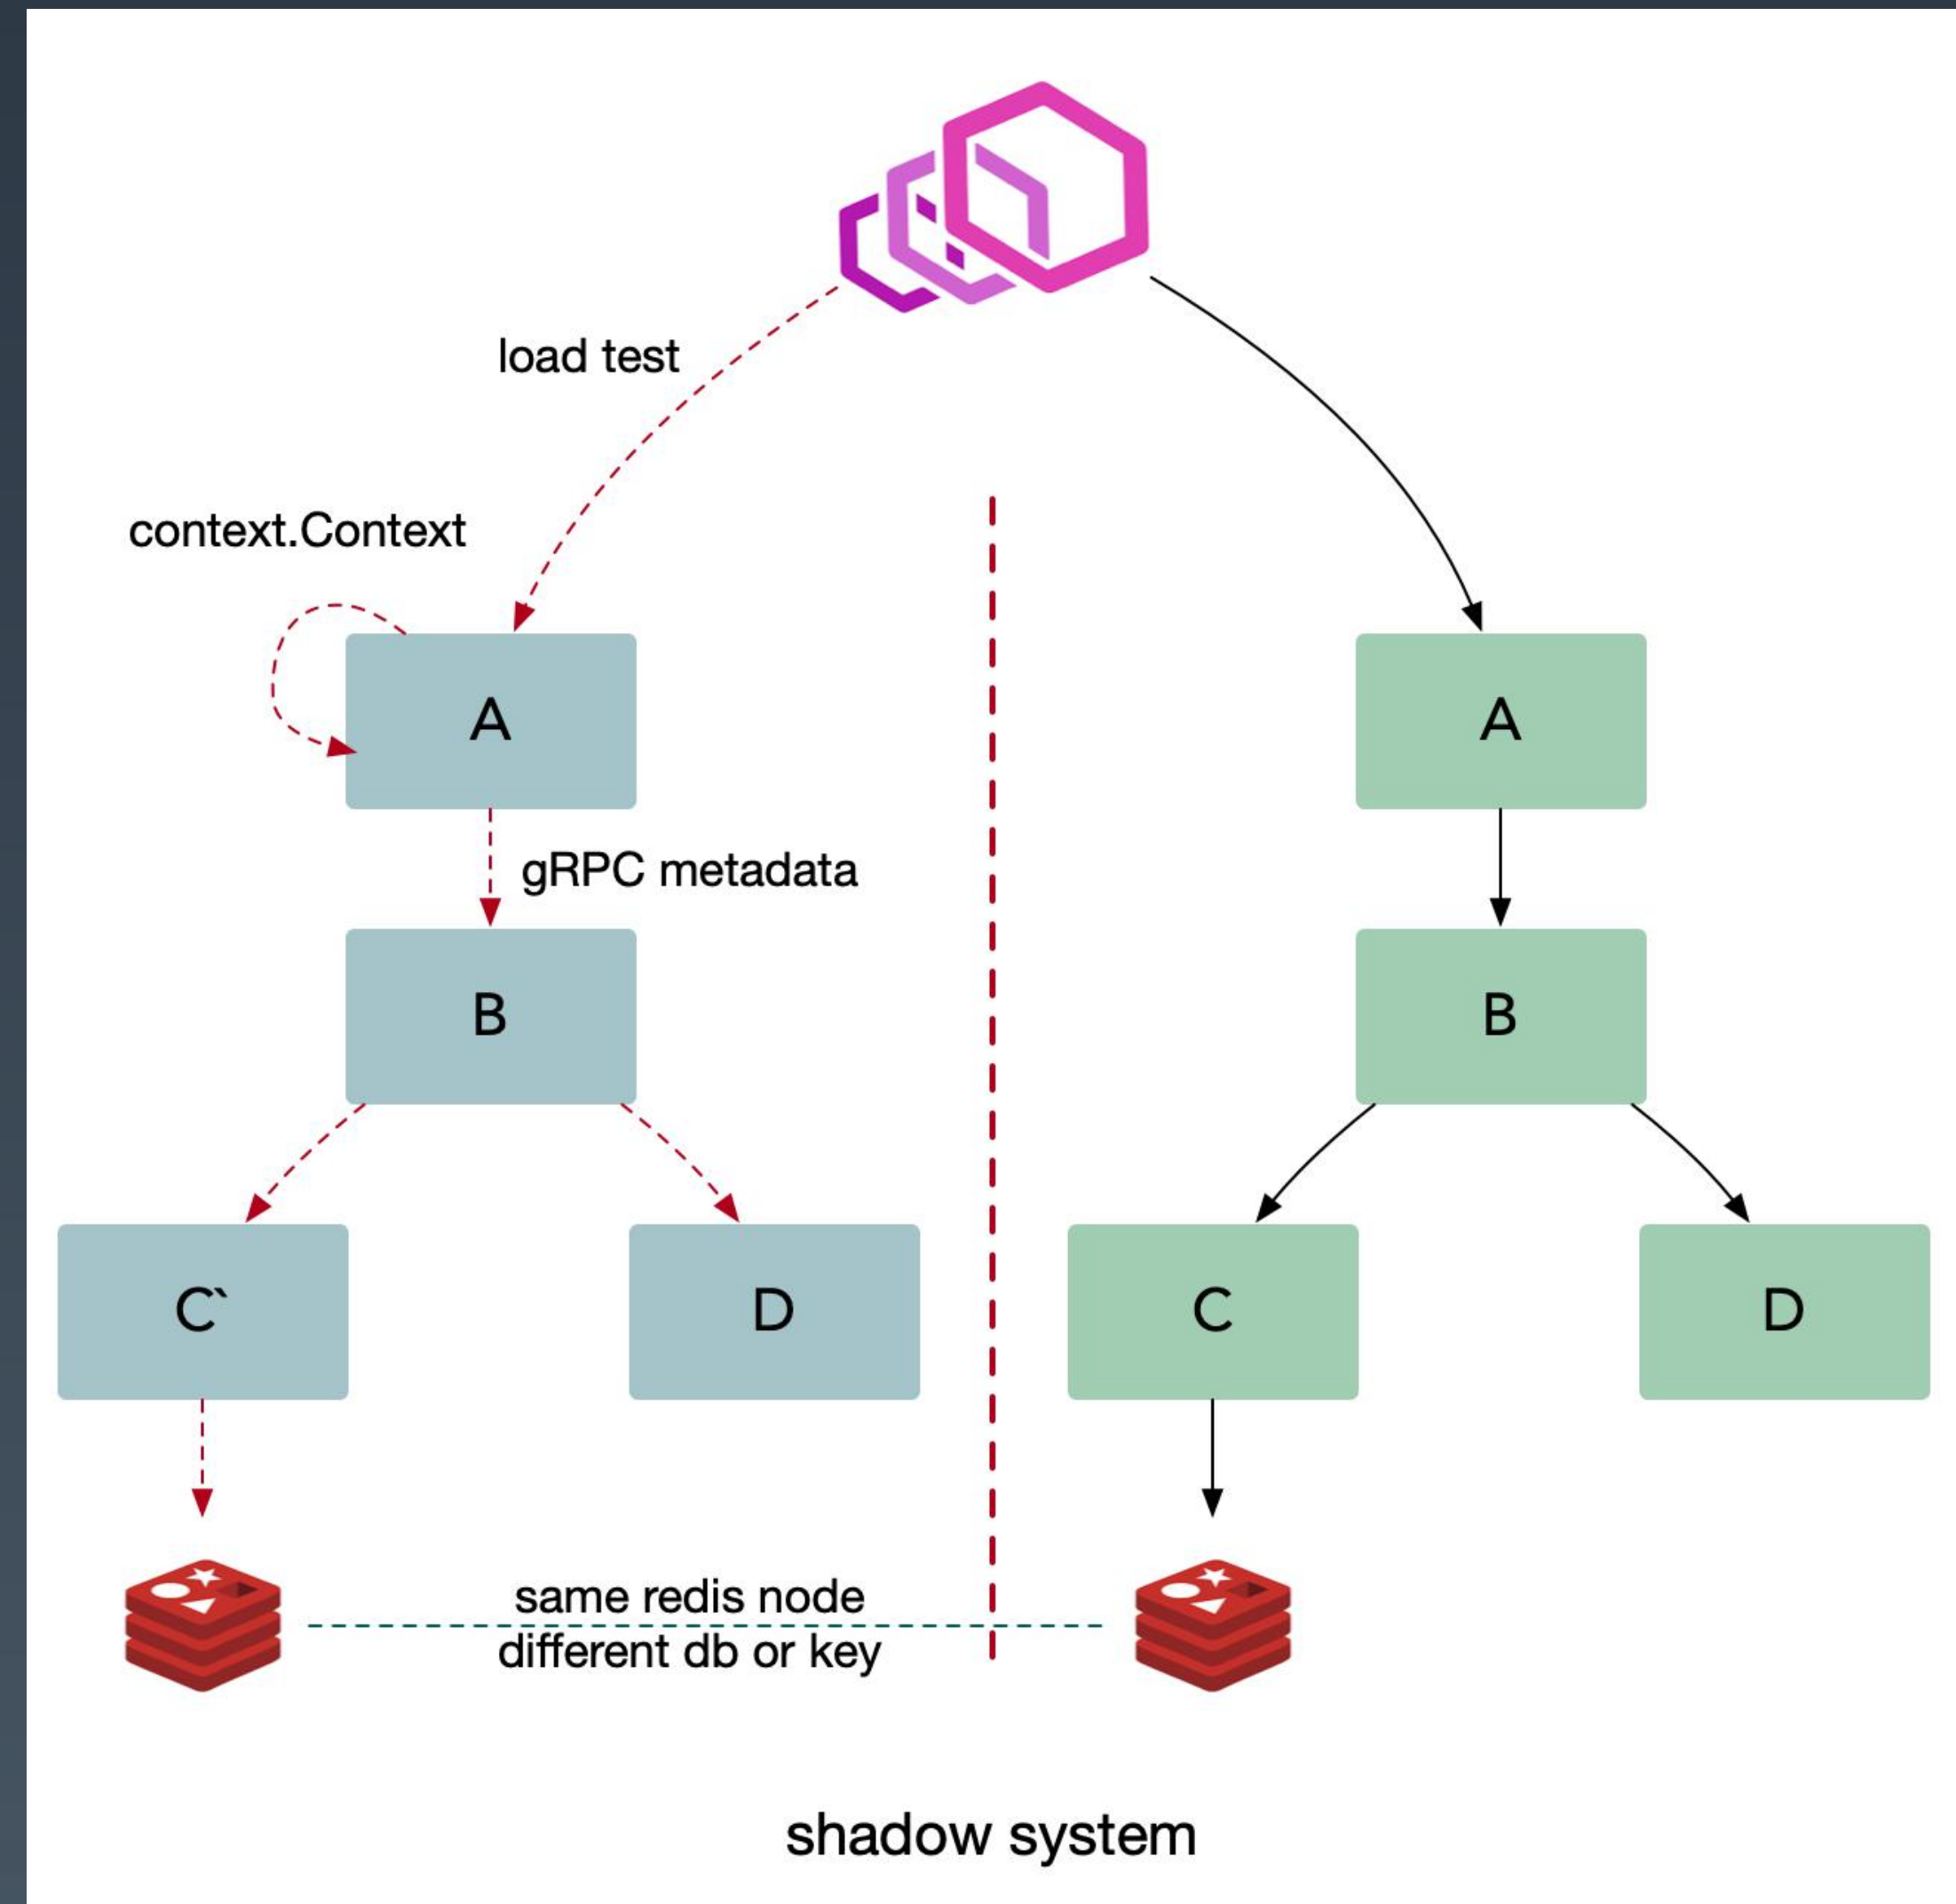 load test
context.Context
A
A
gRPC metadata
B
B
C`
D
C
D
same redis node
different db or key
shadow system